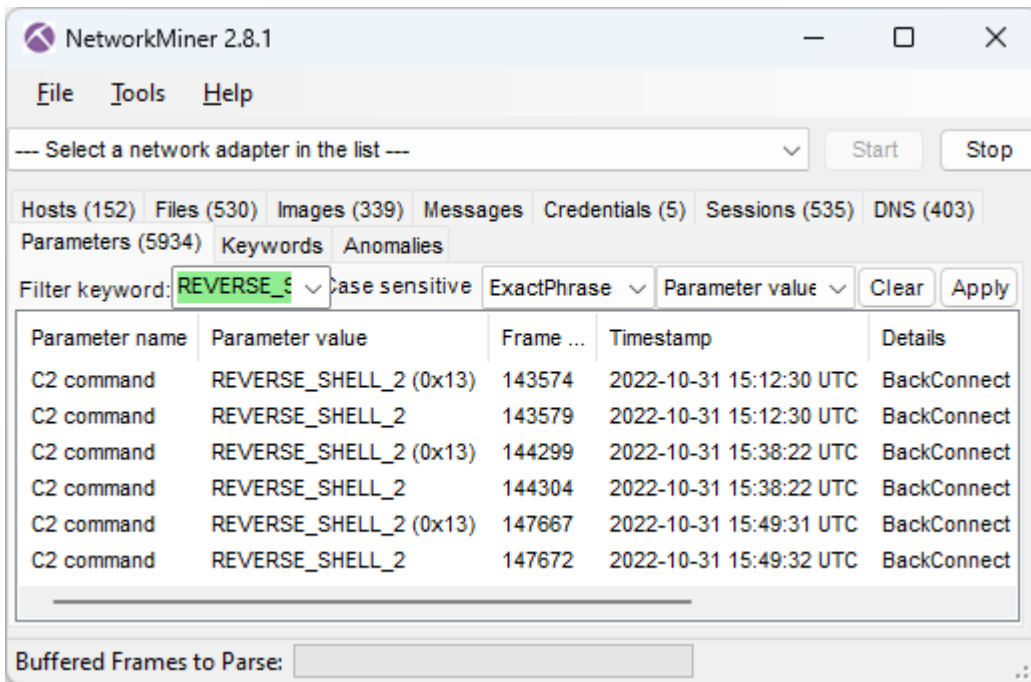 NetworkMiner 2.8.1
File Tools Help
--- Select a network adapter in the list --- Start Stop
Hosts (152) Files (530) Images (339) Messages Credentials (5) Sessions (535) DNS (403)
Parameters (5934) Keywords Anomalies
Filter keyword: REVERSE_S Case sensitive ExactPhrase Parameter value Clear Apply
Parameter name Parameter value Frame ... Timestamp Details
C2 command REVERSE_SHELL_2 (0x13) 143574 2022-10-31 15:12:30 UTC BackConnect
C2 command REVERSE_SHELL_2 143579 2022-10-31 15:12:30 UTC BackConnect
C2 command REVERSE_SHELL_2 (0x13) 144299 2022-10-31 15:38:22 UTC BackConnect
C2 command REVERSE_SHELL_2 144304 2022-10-31 15:38:22 UTC BackConnect
C2 command REVERSE_SHELL_2 (0x13) 147667 2022-10-31 15:49:31 UTC BackConnect
C2 command REVERSE_SHELL_2 147672 2022-10-31 15:49:32 UTC BackConnect
Buffered Frames to Parse: